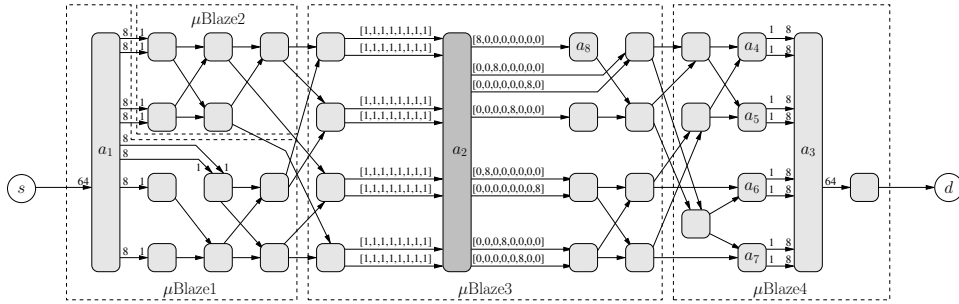 μBlaze2
s
64
a₁
8 1
8 1
8 1
8 1
8
8
1
1
8 1
8 1
μBlaze1
[1,1,1,1,1,1,1,1]
[1,1,1,1,1,1,1,1]
[1,1,1,1,1,1,1,1]
[1,1,1,1,1,1,1,1]
[1,1,1,1,1,1,1,1]
[1,1,1,1,1,1,1,1]
[1,1,1,1,1,1,1,1]
[1,1,1,1,1,1,1,1]
a₂
[8,0,0,0,0,0,0,0]
[0,0,8,0,0,0,0,0]
[0,0,0,0,0,0,8,0]
[0,0,0,0,8,0,0,0]
[0,8,0,0,0,0,0,0]
[0,0,0,0,0,0,0,8]
[0,0,0,8,0,0,0,0]
[0,0,0,0,0,8,0,0]
a₈
μBlaze3
a₄
1 8
1 8
a₅
1 8
1 8
a₆
1 8
1 8
a₇
1 8
1 8
a₃
64
d
μBlaze4